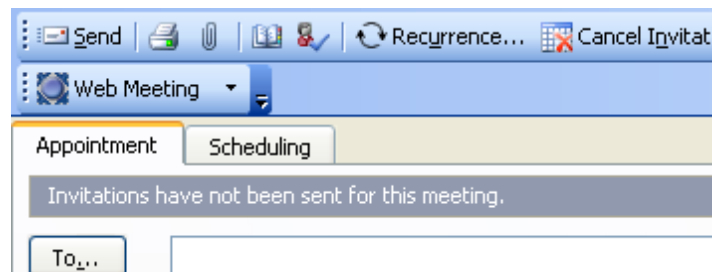 Send Recurrence... Cancel Invitat
Web Meeting
Appointment Scheduling
Invitations have not been sent for this meeting.
To...